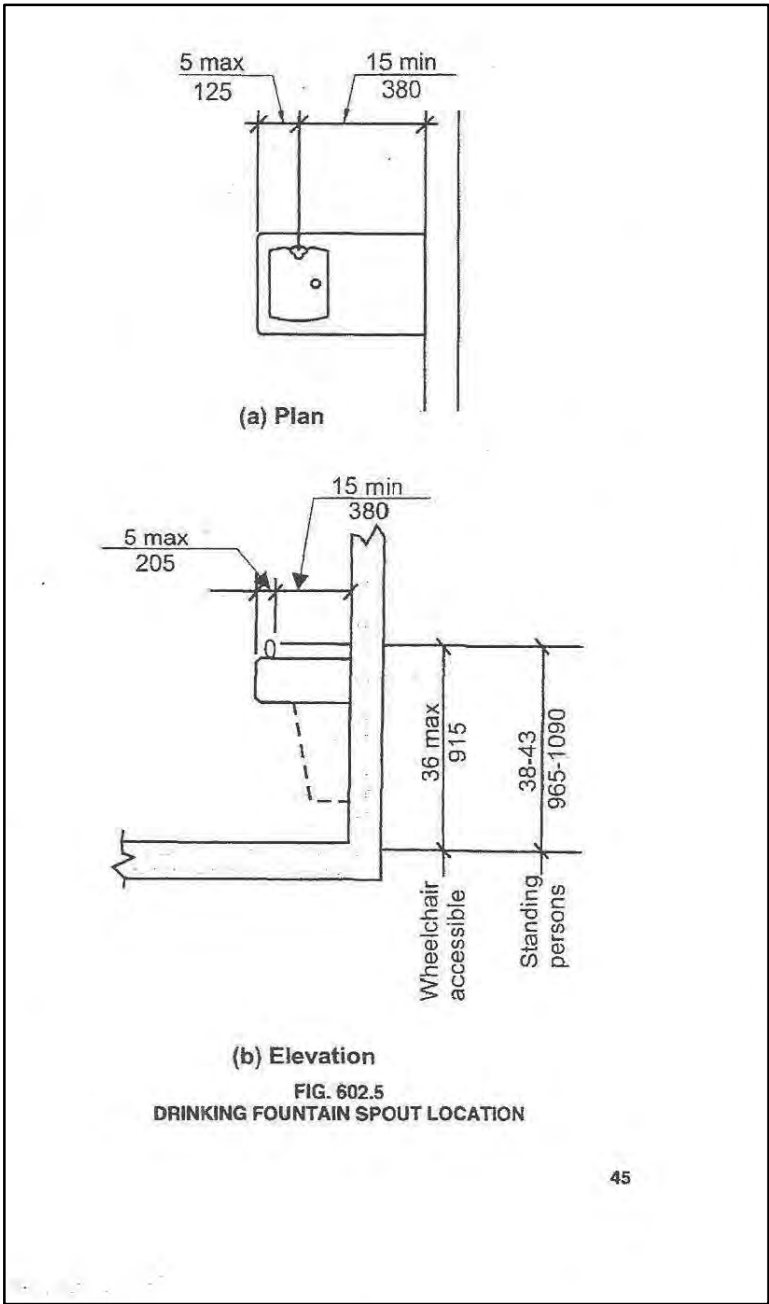 5 max
125
15 min
380
(a) Plan
15 min
380
5 max
205
36 max
915
38-43
965-1090
Wheelchair
accessible
Standing
persons
(b) Elevation
FIG. 602.5
DRINKING FOUNTAIN SPOUT LOCATION
45